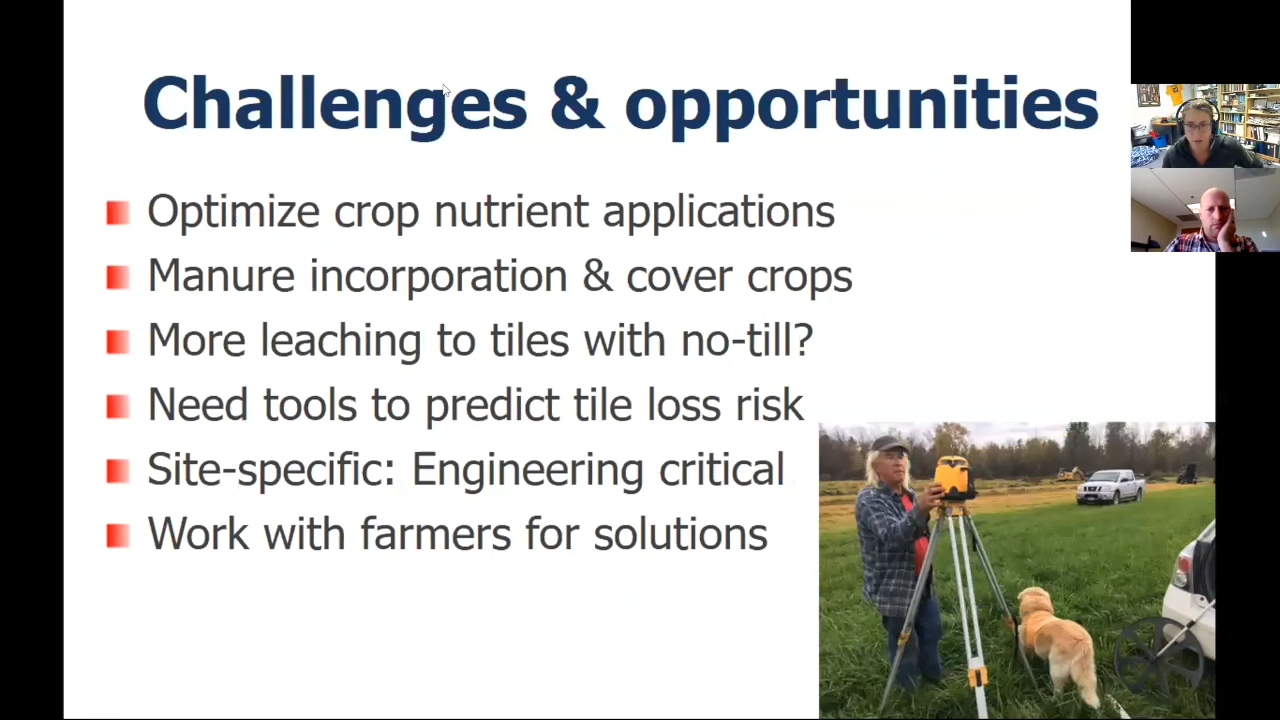 Challenges & opportunities
Optimize crop nutrient applications
Manure incorporation & cover crops
More leaching to tiles with no-till?
Need tools to predict tile loss risk
Site-specific: Engineering critical
Work with farmers for solutions